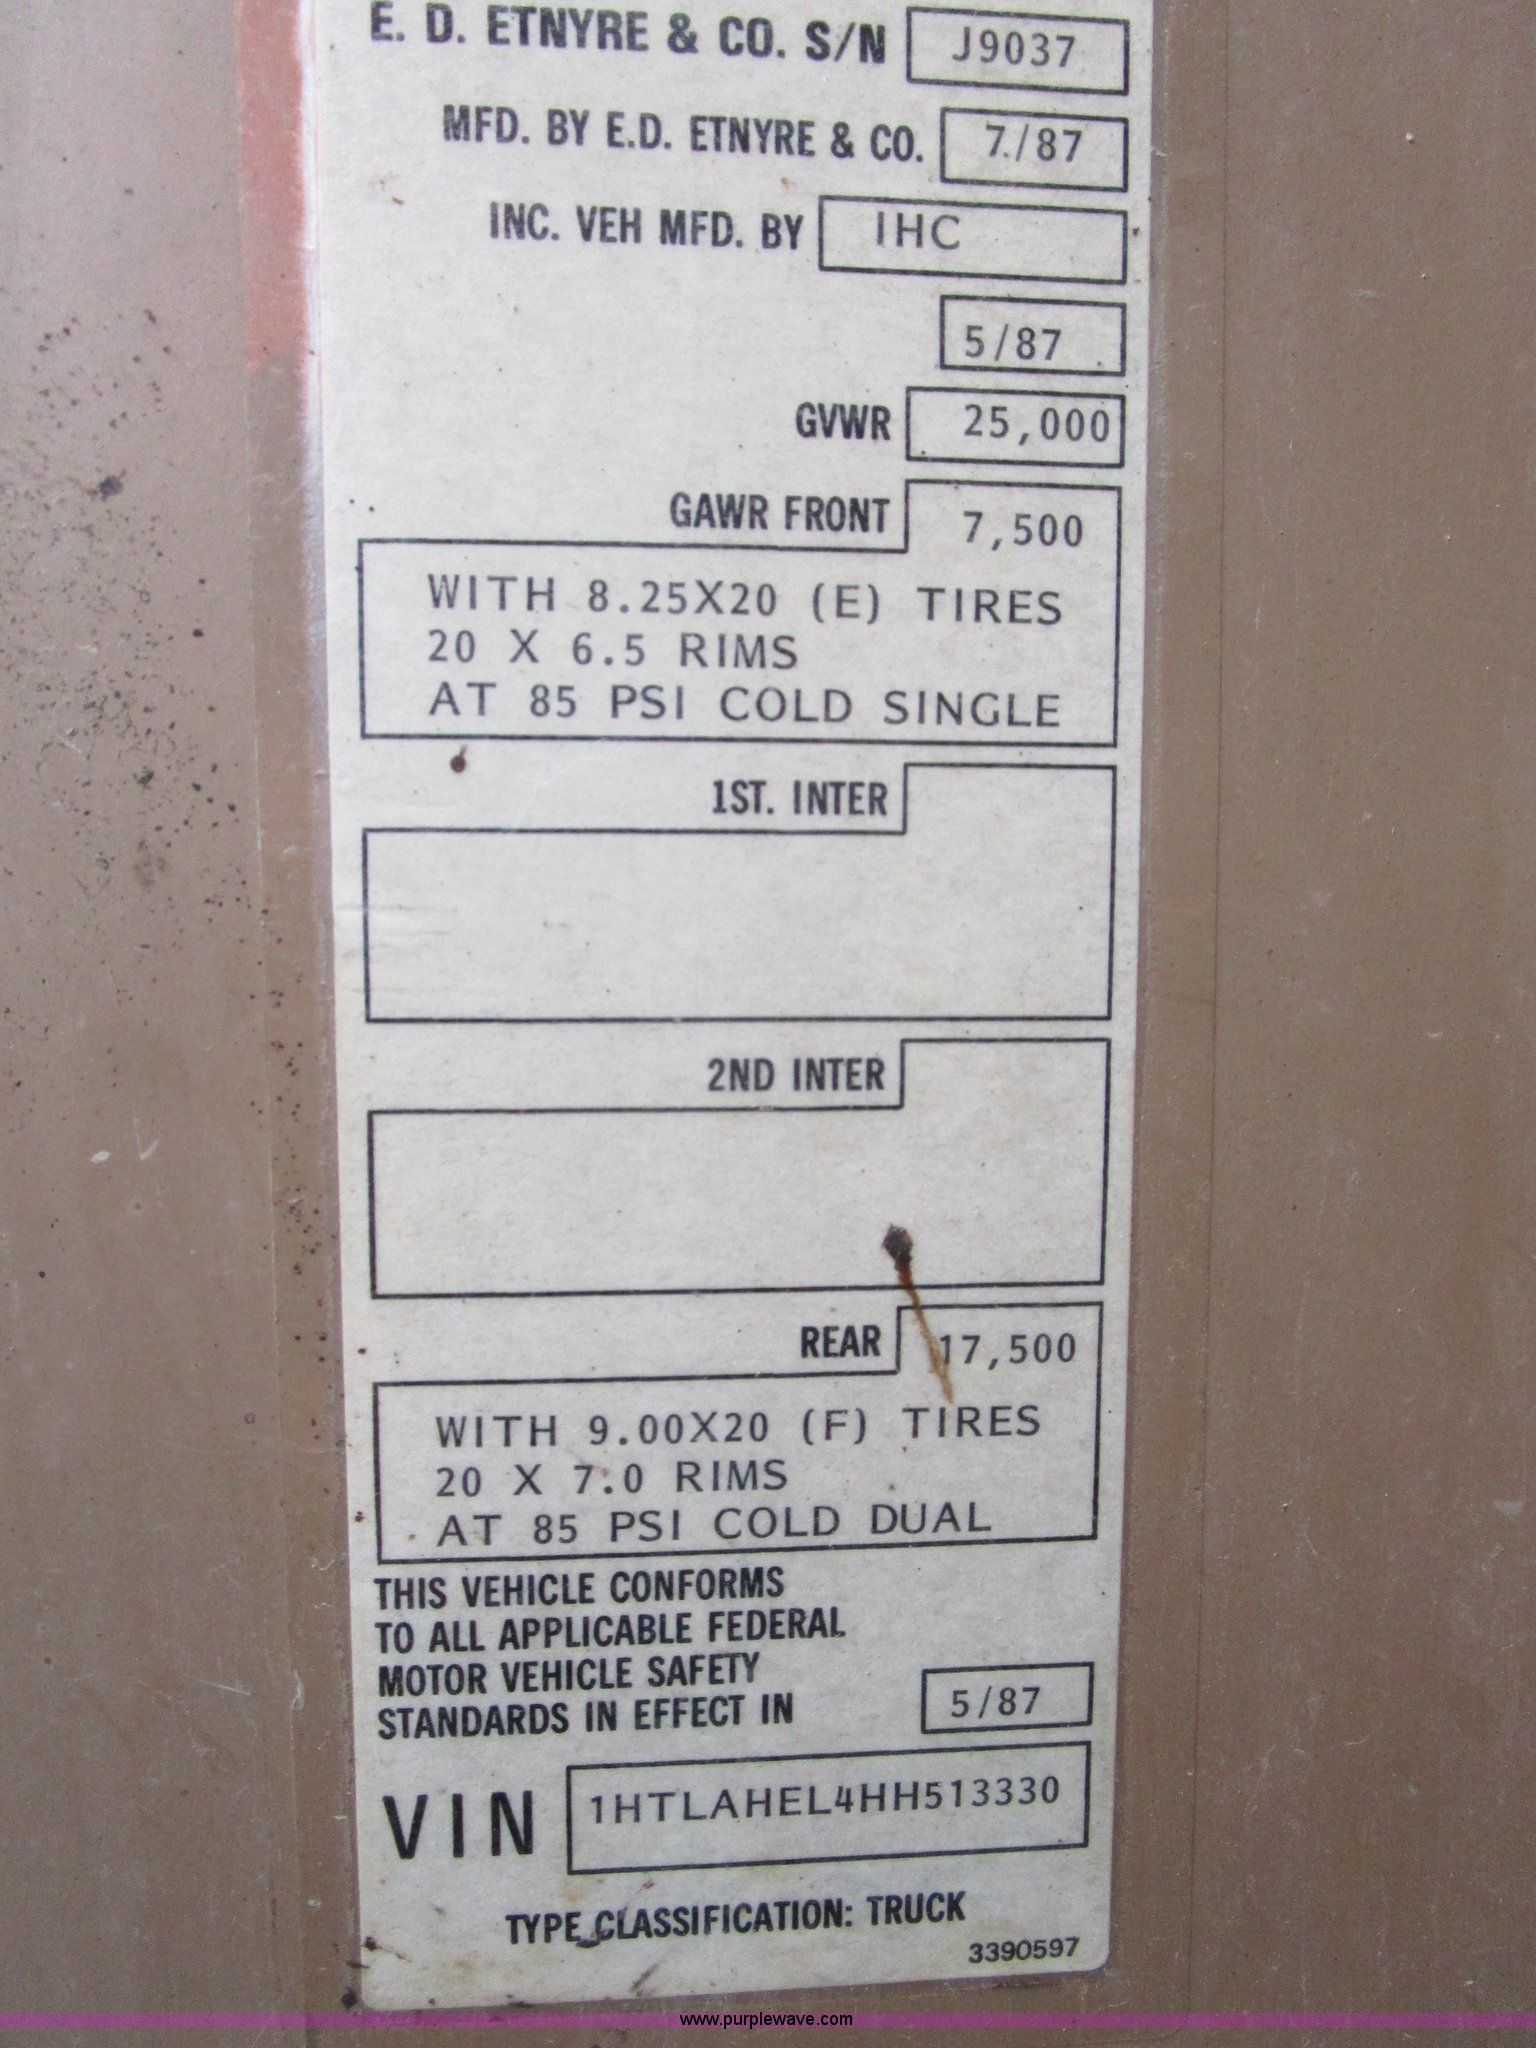 E. D. ETNYRE & CO. S/N J9037
MFD. BY E.D. ETNYRE & CO. 7/87
INC. VEH MFD. BY IHC
5/87
GVWR 25,000
GAWR FRONT 7,500
WITH 8.25X20 (E) TIRES
20 X 6.5 RIMS
AT 85 PSI COLD SINGLE
1ST. INTER
2ND INTER
REAR 17,500
WITH 9.00X20 (F) TIRES
20 X 7.0 RIMS
AT 85 PSI COLD DUAL
THIS VEHICLE CONFORMS
TO ALL APPLICABLE FEDERAL
MOTOR VEHICLE SAFETY
STANDARDS IN EFFECT IN 5/87
VIN 1HTLAHEL4HH513330
TYPE CLASSIFICATION: TRUCK
3390597
www.purplewave.com